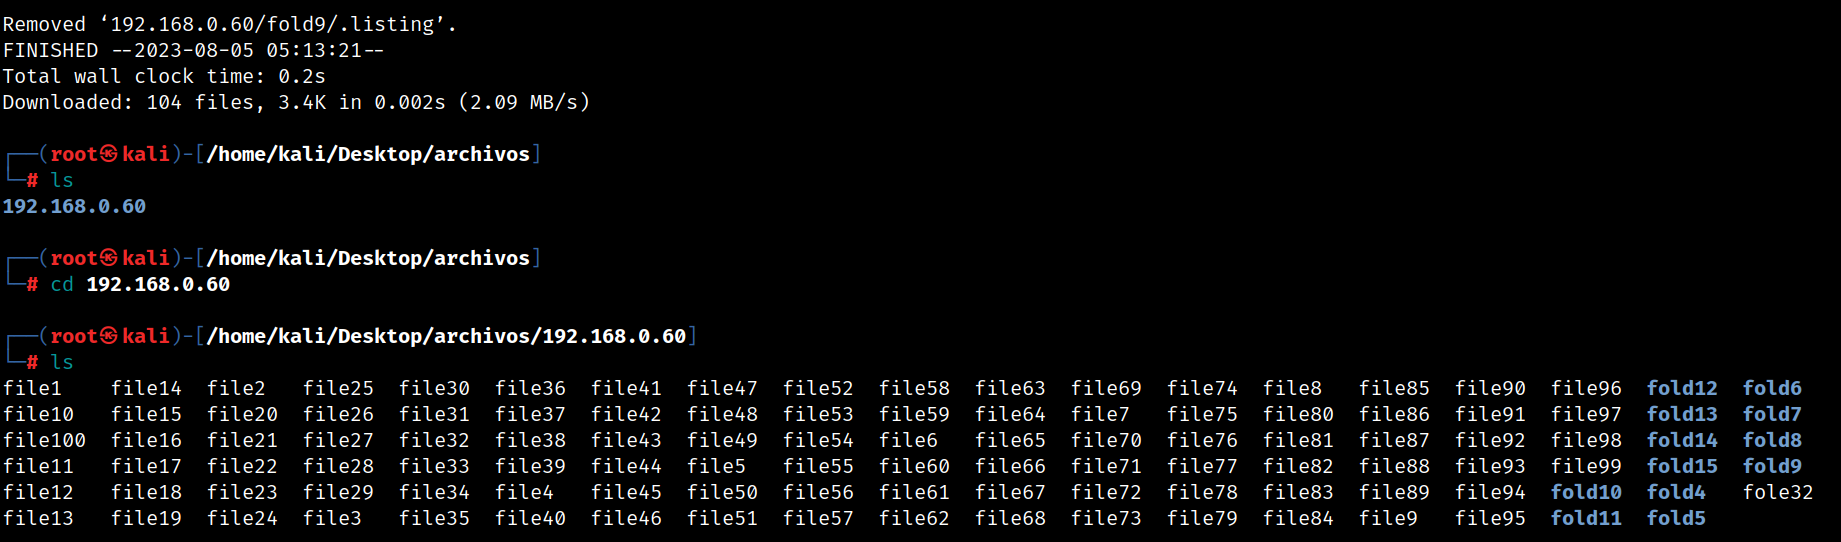 Removed ‘192.168.0.60/fold9/.listing’.
FINISHED --2023-08-05 05:13:21--
Total wall clock time: 0.2s
Downloaded: 104 files, 3.4K in 0.002s (2.09 MB/s)
┌──(root㉿kali)-[/home/kali/Desktop/archivos]
└─# ls
192.168.0.60
┌──(root㉿kali)-[/home/kali/Desktop/archivos]
└─# cd 192.168.0.60
┌──(root㉿kali)-[/home/kali/Desktop/archivos/192.168.0.60]
└─# ls
file1 file14 file2 file25 file30 file36 file41 file47 file52 file58 file63 file69 file74 file8 file85 file90 file96 fold12 fold6
file10 file15 file20 file26 file31 file37 file42 file48 file53 file59 file64 file7 file75 file80 file86 file91 file97 fold13 fold7
file100 file16 file21 file27 file32 file38 file43 file49 file54 file6 file65 file70 file76 file81 file87 file92 file98 fold14 fold8
file11 file17 file22 file28 file33 file39 file44 file5 file55 file60 file66 file71 file77 file82 file88 file93 file99 fold15 fold9
file12 file18 file23 file29 file34 file4 file45 file50 file56 file61 file67 file72 file78 file83 file89 file94 fold10 fold4 fole32
file13 file19 file24 file3 file35 file40 file46 file51 file57 file62 file68 file73 file79 file84 file9 file95 fold11 fold5